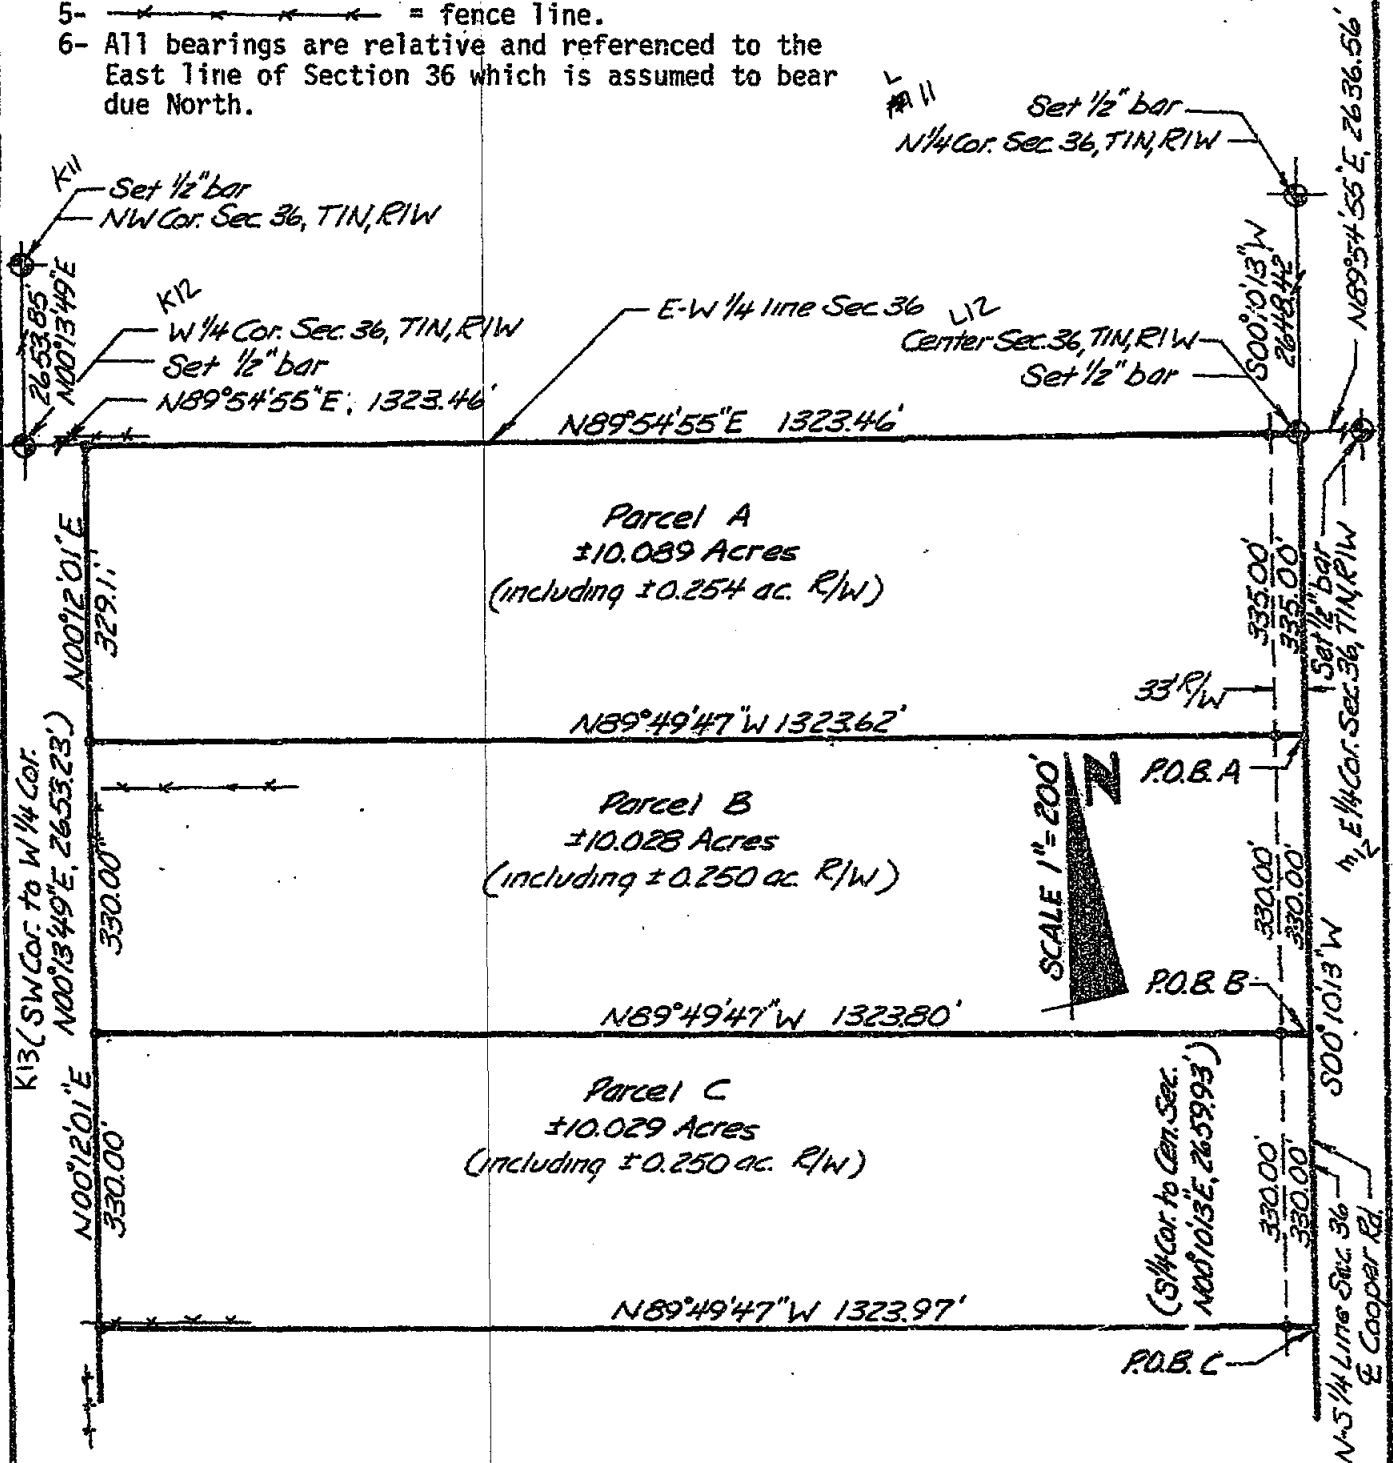 5- = fence line.
6- All bearings are relative and referenced to the
East line of Section 36 which is assumed to bear
due North.
L
11
Set 1/2" bar
N1/4 Cor. Sec. 36, T1N, R1W
N89°54'55"E, 2636.56'
K11
Set 1/2" bar
NW Cor. Sec. 36, T1N, R1W
2653.85'
N00°13'49"E
K12
W 1/4 Cor. Sec. 36, T1N, R1W
Set 1/2" bar
N89°54'55"E, 1323.46'
E-W 1/4 line Sec. 36
L12
Center Sec. 36, T1N, R1W
Set 1/2" bar
S00°10'13"W
2648.42'
N89°54'55"E 1323.46'
Parcel A
±10.089 Acres
(including ±0.254 ac. R/W)
N00°12'01"E
329.11'
335.00'
335.00'
Set 1/2" bar
E 1/4 Cor. Sec. 36, T1N, R1W
m12
33' R/W
N89°49'47"W 1323.62'
P.O.B. A
K13 (SW Cor. to W 1/4 Cor.
N00°13'49"E, 2653.23')
Parcel B
±10.028 Acres
(including ±0.250 ac. R/W)
330.00'
SCALE 1"=200'
N
330.00'
330.00'
P.O.B. B
N89°49'47"W 1323.80'
S00°10'13"W
Parcel C
±10.029 Acres
(including ±0.250 ac. R/W)
N00°12'01"E
330.00'
(S1/4 Cor. to Cen. Sec.
N00°10'13"E, 2659.93')
330.00'
330.00'
N89°49'47"W 1323.97'
P.O.B. C
N-S 1/4 Line Sec. 36
℄ Cooper Rd.